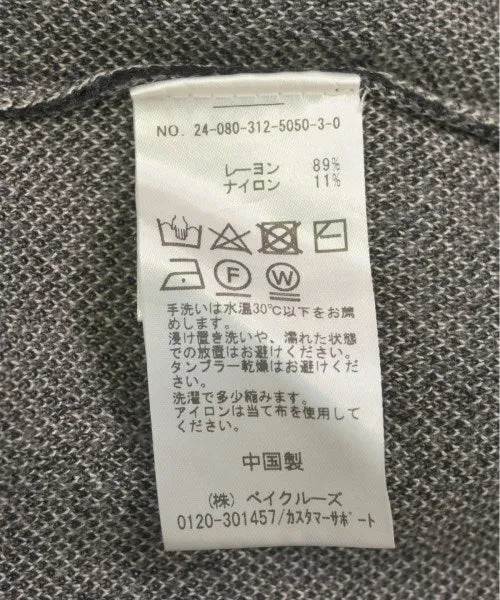 NO. 24-080-312-5050-3-0
レーヨン 89%
ナイロン 11%
F W
手洗いは水温30℃以下をお薦
めします。
浸け置き洗いや、濡れた状態
での放置はお避けください。
タンブラー乾燥はお避けください。
洗濯で多少縮みます。
アイロンは当て布を使用して
ください。
中国製
(株) ベイクルーズ
0120-301457/カスタマーサポート